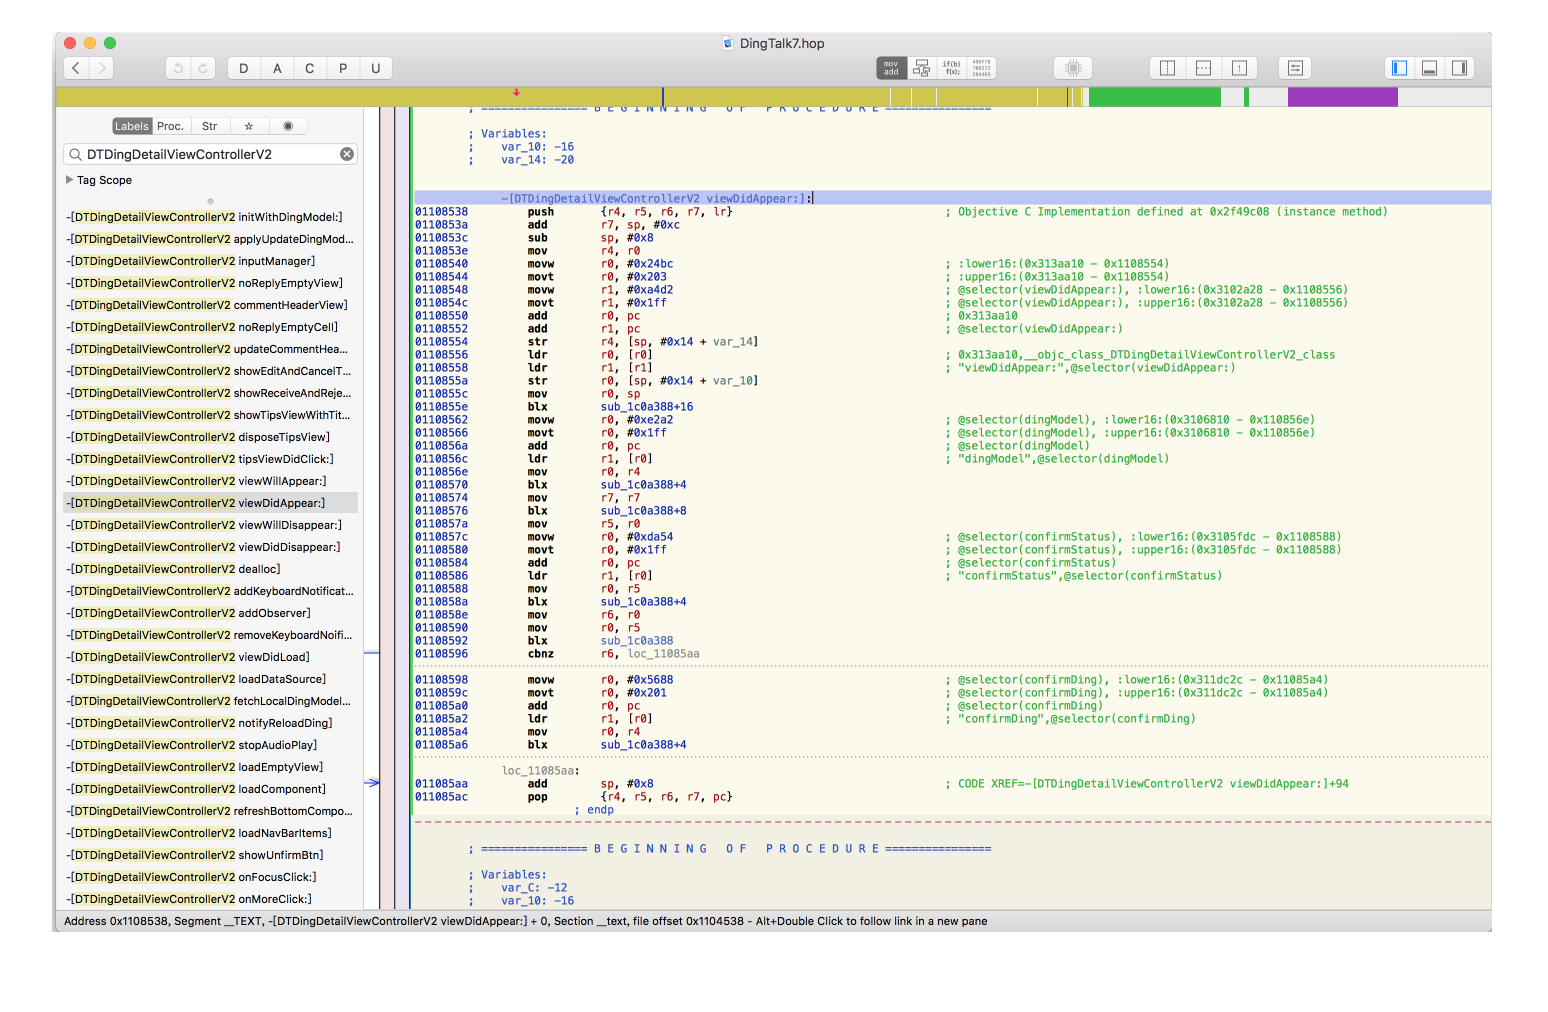 DingTalk7.hop
D A C P U
mov
add
if(b)
f(x);
1
Labels Proc. Str
DTDingDetailViewControllerV2
Tag Scope
-[DTDingDetailViewControllerV2 initWithDingModel:]
-[DTDingDetailViewControllerV2 applyUpdateDingMod...
-[DTDingDetailViewControllerV2 inputManager]
-[DTDingDetailViewControllerV2 noReplyEmptyView]
-[DTDingDetailViewControllerV2 commentHeaderView]
-[DTDingDetailViewControllerV2 noReplyEmptyCell]
-[DTDingDetailViewControllerV2 updateCommentHea...
-[DTDingDetailViewControllerV2 showEditAndCancelT...
-[DTDingDetailViewControllerV2 showReceiveAndReje...
-[DTDingDetailViewControllerV2 showTipsViewWithTit...
-[DTDingDetailViewControllerV2 disposeTipsView]
-[DTDingDetailViewControllerV2 tipsViewDidClick:]
-[DTDingDetailViewControllerV2 viewWillAppear:]
-[DTDingDetailViewControllerV2 viewDidAppear:]
-[DTDingDetailViewControllerV2 viewWillDisappear:]
-[DTDingDetailViewControllerV2 viewDidDisappear:]
-[DTDingDetailViewControllerV2 dealloc]
-[DTDingDetailViewControllerV2 addKeyboardNotificat...
-[DTDingDetailViewControllerV2 addObserver]
-[DTDingDetailViewControllerV2 removeKeyboardNoifi...
-[DTDingDetailViewControllerV2 viewDidLoad]
-[DTDingDetailViewControllerV2 loadDataSource]
-[DTDingDetailViewControllerV2 fetchLocalDingModel...
-[DTDingDetailViewControllerV2 notifyReloadDing]
-[DTDingDetailViewControllerV2 stopAudioPlay]
-[DTDingDetailViewControllerV2 loadEmptyView]
-[DTDingDetailViewControllerV2 loadComponent]
-[DTDingDetailViewControllerV2 refreshBottomCompo...
-[DTDingDetailViewControllerV2 loadNavBarItems]
-[DTDingDetailViewControllerV2 showUnfirmBtn]
-[DTDingDetailViewControllerV2 onFocusClick:]
-[DTDingDetailViewControllerV2 onMoreClick:]
; ================ B E G I N N I N G   O F   P R O C E D U R E ================
; Variables:
;    var_10: -16
;    var_14: -20
-[DTDingDetailViewControllerV2 viewDidAppear:]:
01108538 push {r4, r5, r6, r7, lr} ; Objective C Implementation defined at 0x2f49c08 (instance method)
0110853a add r7, sp, #0xc
0110853c sub sp, #0x8
0110853e mov r4, r0
01108540 movw r0, #0x24bc ; :lower16:(0x313aa10 - 0x1108554)
01108544 movt r0, #0x203 ; :upper16:(0x313aa10 - 0x1108554)
01108548 movw r1, #0xa4d2 ; @selector(viewDidAppear:), :lower16:(0x3102a28 - 0x1108556)
0110854c movt r1, #0x1ff ; @selector(viewDidAppear:), :upper16:(0x3102a28 - 0x1108556)
01108550 add r0, pc ; 0x313aa10
01108552 add r1, pc ; @selector(viewDidAppear:)
01108554 str r4, [sp, #0x14 + var_14]
01108556 ldr r0, [r0] ; 0x313aa10,__objc_class_DTDingDetailViewControllerV2_class
01108558 ldr r1, [r1] ; "viewDidAppear:",@selector(viewDidAppear:)
0110855a str r0, [sp, #0x14 + var_10]
0110855c mov r0, sp
0110855e blx sub_1c0a388+16
01108562 movw r0, #0xe2a2 ; @selector(dingModel), :lower16:(0x3106810 - 0x110856e)
01108566 movt r0, #0x1ff ; @selector(dingModel), :upper16:(0x3106810 - 0x110856e)
0110856a add r0, pc ; @selector(dingModel)
0110856c ldr r1, [r0] ; "dingModel",@selector(dingModel)
0110856e mov r0, r4
01108570 blx sub_1c0a388+4
01108574 mov r7, r7
01108576 blx sub_1c0a388+8
0110857a mov r5, r0
0110857c movw r0, #0xda54 ; @selector(confirmStatus), :lower16:(0x3105fdc - 0x1108588)
01108580 movt r0, #0x1ff ; @selector(confirmStatus), :upper16:(0x3105fdc - 0x1108588)
01108584 add r0, pc ; @selector(confirmStatus)
01108586 ldr r1, [r0] ; "confirmStatus",@selector(confirmStatus)
01108588 mov r0, r5
0110858a blx sub_1c0a388+4
0110858e mov r6, r0
01108590 mov r0, r5
01108592 blx sub_1c0a388
01108596 cbnz r6, loc_11085aa
01108598 movw r0, #0x5688 ; @selector(confirmDing), :lower16:(0x311dc2c - 0x11085a4)
0110859c movt r0, #0x201 ; @selector(confirmDing), :upper16:(0x311dc2c - 0x11085a4)
011085a0 add r0, pc ; @selector(confirmDing)
011085a2 ldr r1, [r0] ; "confirmDing",@selector(confirmDing)
011085a4 mov r0, r4
011085a6 blx sub_1c0a388+4
loc_11085aa:
011085aa add sp, #0x8 ; CODE XREF=-[DTDingDetailViewControllerV2 viewDidAppear:]+94
011085ac pop {r4, r5, r6, r7, pc}
; endp
; ================ B E G I N N I N G   O F   P R O C E D U R E ================
; Variables:
;    var_C: -12
;    var_10: -16
Address 0x1108538, Segment __TEXT, -[DTDingDetailViewControllerV2 viewDidAppear:] + 0, Section __text, file offset 0x1104538 - Alt+Double Click to follow link in a new pane